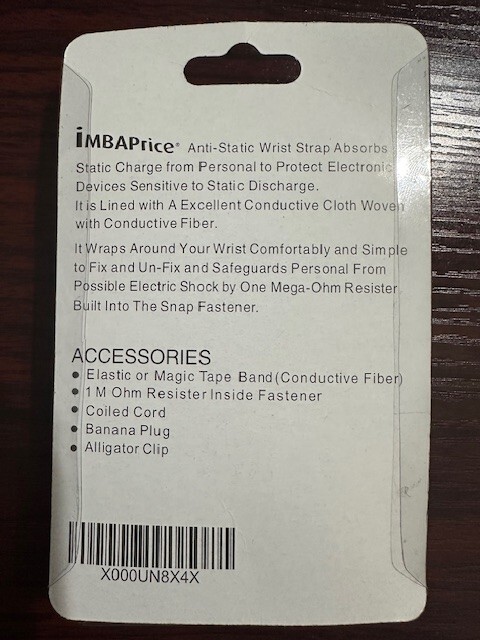 iMBAPrice® Anti-Static Wrist Strap Absorbs
Static Charge from Personal to Protect Electronic
Devices Sensitive to Static Discharge.
It is Lined with A Excellent Conductive Cloth Woven
with Conductive Fiber.
It Wraps Around Your Wrist Comfortably and Simple
to Fix and Un-Fix and Safeguards Personal From
Possible Electric Shock by One Mega-Ohm Resister
Built Into The Snap Fastener.
ACCESSORIES
• Elastic or Magic Tape Band (Conductive Fiber)
• 1 M Ohm Resister Inside Fastener
• Coiled Cord
• Banana Plug
• Alligator Clip
X000UN8X4X